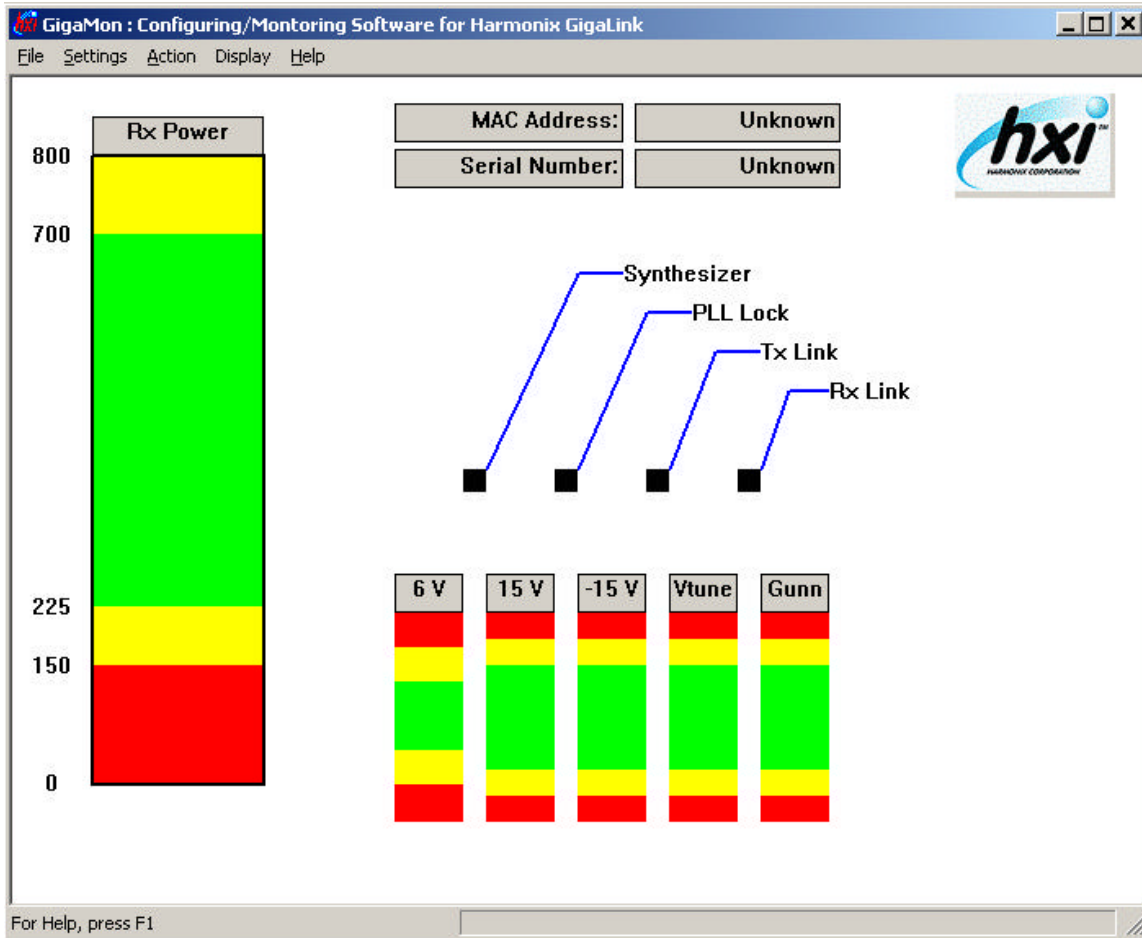 GigaMon : Configuring/Montoring Software for Harmonix GigaLink
File Settings Action Display Help
Rx Power
800
700
225
150
0
MAC Address: Unknown
Serial Number: Unknown
hxi™
HARMONIX CORPORATION
Synthesizer
PLL Lock
Tx Link
Rx Link
6 V 15 V -15 V Vtune Gunn
For Help, press F1